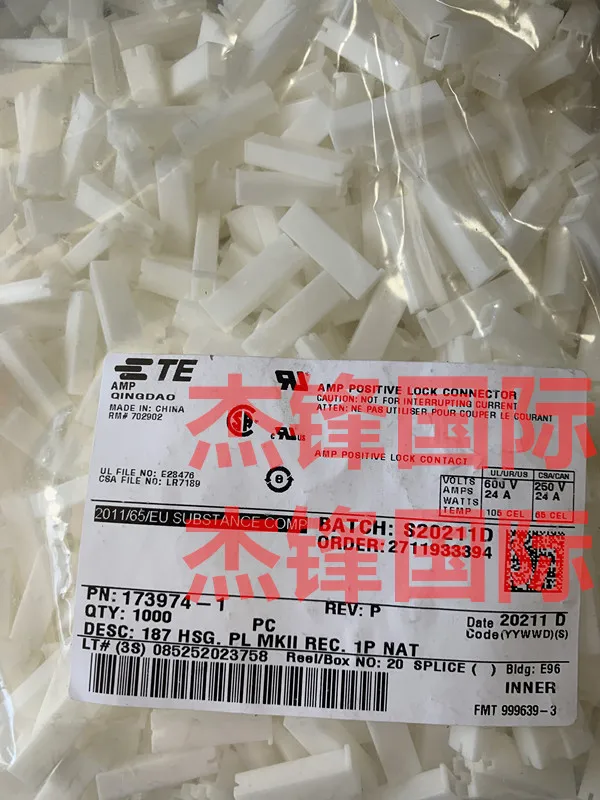 TE
AMP
QINGDAO
MADE IN: CHINA
RM# 702902
AMP POSITIVE LOCK CONNECTOR
CAUTION: NOT FOR INTERRUPTING CURRENT
ATTEN: NE PAS UTILISER POUR COUPER LE COURANT
杰锋国际
AMP POSITIVE LOCK CONTACT
UL FILE NO: E28476
CSA FILE NO: LR7189
UL/UR/US CSA/CAN
VOLTS 600 V 250 V
AMPS 24 A 24 A
WATTS
TEMP 105 CEL 65 CEL
2011/65/EU SUBSTANCE COMP
BATCH: S20211D
ORDER: 2711933394
杰锋国际
PN: 173974-1
REV: P
Date 20211 D
QTY: 1000 PC
Code(YYWWD)(S)
DESC: 187 HSG. PL MKII REC. 1P NAT
LT# (3S) 085252023758 Reel/Box NO: 20 SPLICE ( ) Bldg: E96
INNER
FMT 999639-3